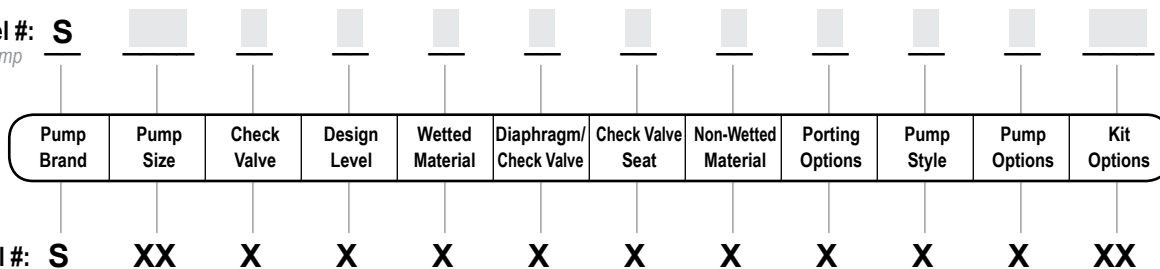 el #: S
mp
Pump Brand Pump Size Check Valve Design Level Wetted Material Diaphragm/ Check Valve Check Valve Seat Non-Wetted Material Porting Options Pump Style Pump Options Kit Options
l #: S XX X X X X X X X X X XX